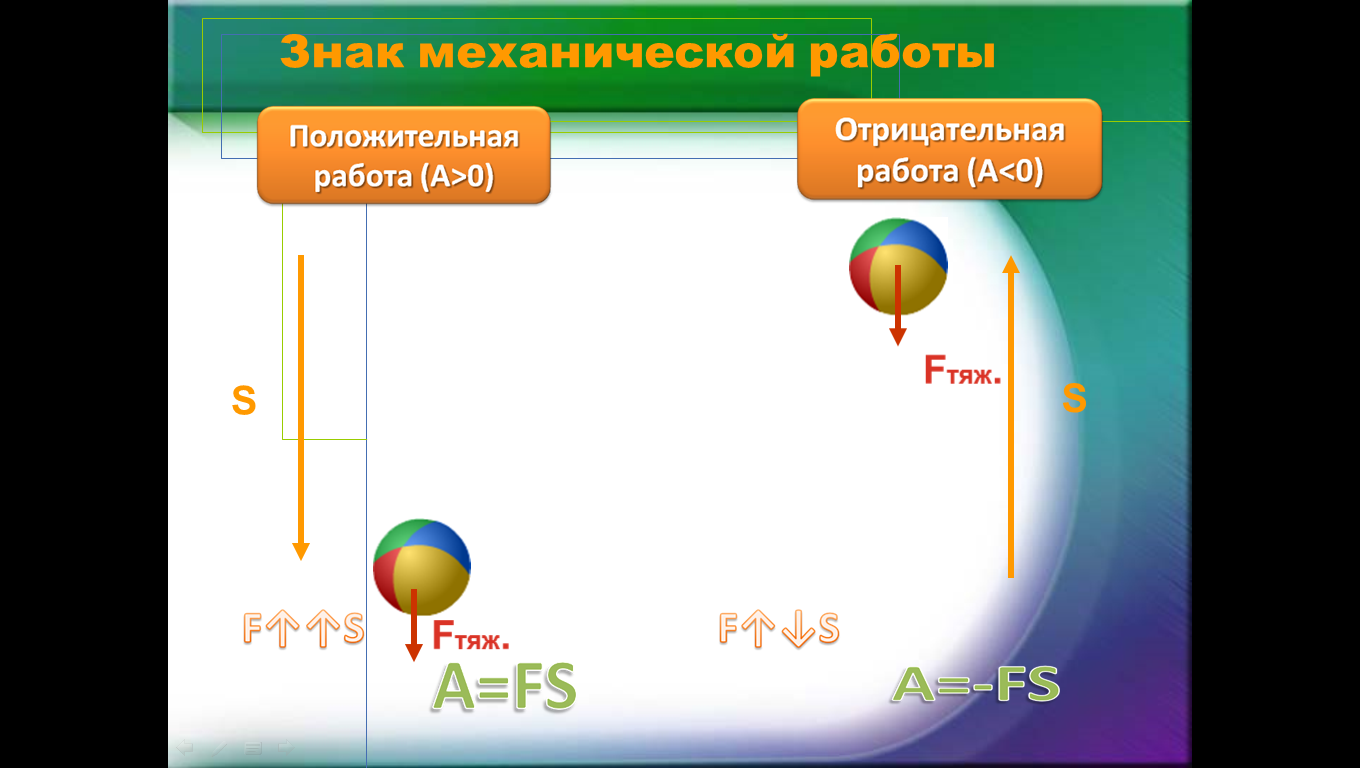 Знак механической работы
Положительная
работа (А>0)
Отрицательная
работа (А<0)
S
Fтяж.
S
F↑↑S
Fтяж.
A=FS
F↑↓S
A=-FS